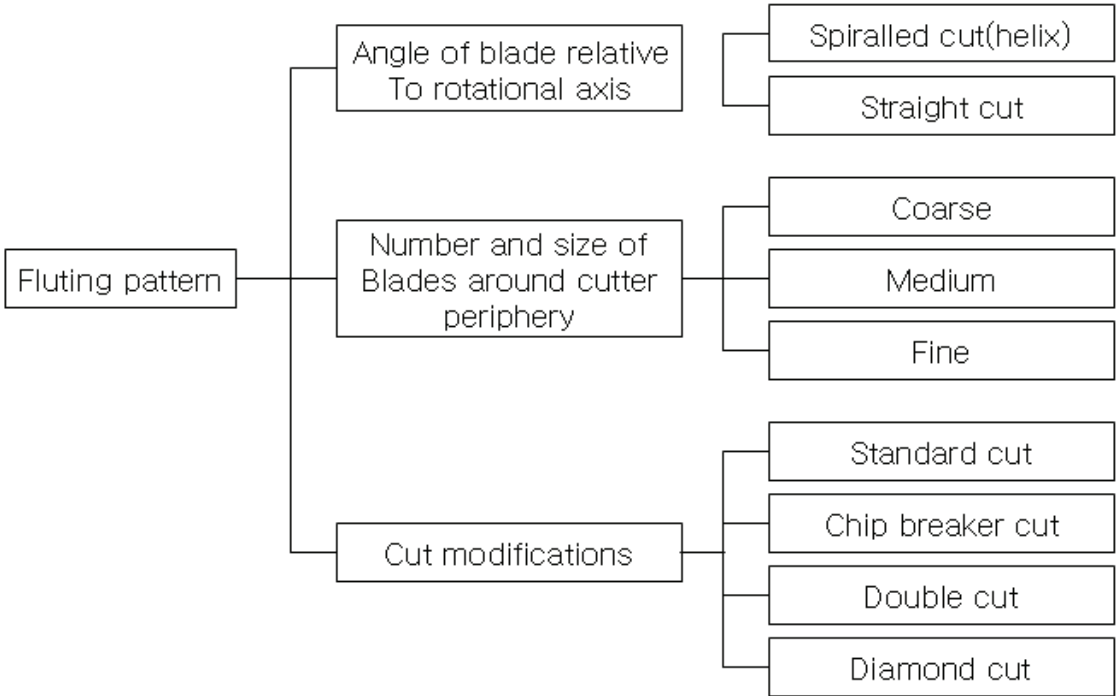 Angle of blade relative
To rotational axis
Spiralled cut(helix)
Straight cut
Fluting pattern
Number and size of
Blades around cutter
periphery
Coarse
Medium
Fine
Cut modifications
Standard cut
Chip breaker cut
Double cut
Diamond cut